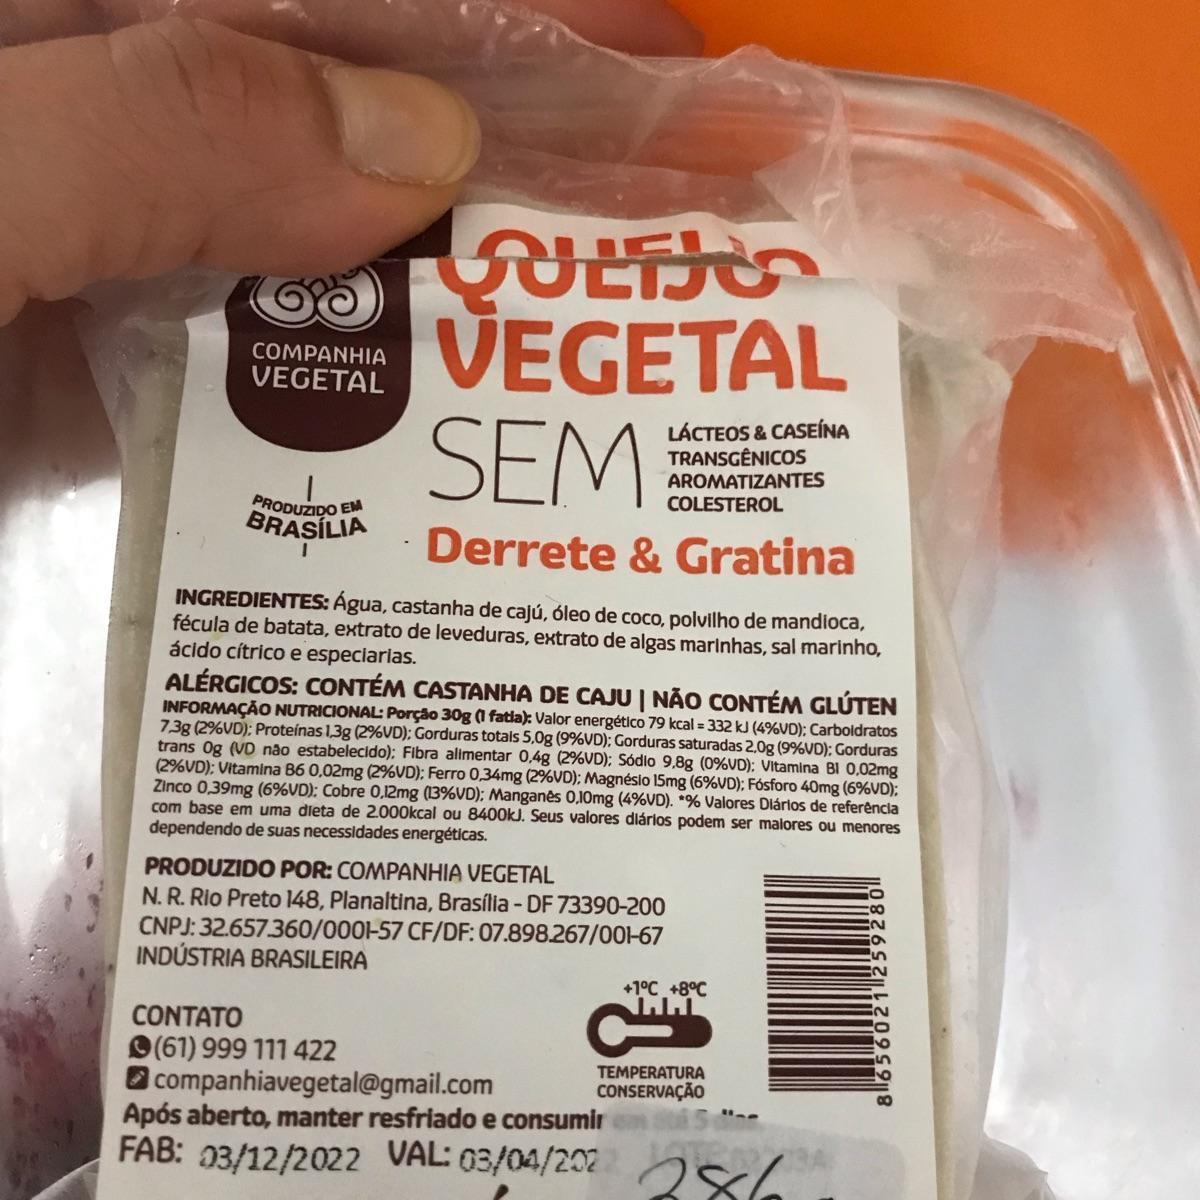 QUEIJO
VEGETAL
COMPANHIA
VEGETAL
SEM
LÁCTEOS & CASEÍNA
TRANSGÊNICOS
AROMATIZANTES
COLESTEROL
PRODUZIDO EM
BRASÍLIA
Derrete & Gratina
INGREDIENTES: Água, castanha de cajú, óleo de coco, polvilho de mandioca,
fécula de batata, extrato de leveduras, extrato de algas marinhas, sal marinho,
ácido cítrico e especiarias.
ALÉRGICOS: CONTÉM CASTANHA DE CAJU | NÃO CONTÉM GLÚTEN
INFORMAÇÃO NUTRICIONAL: Porção 30g (1 fatia): Valor energético 79 kcal = 332 kJ (4%VD); Carboidratos
7,3g (2%VD); Proteínas 1,3g (2%VD); Gorduras totais 5,0g (9%VD); Gorduras saturadas 2,0g (9%VD); Gorduras
trans 0g (VD não estabelecido); Fibra alimentar 0,4g (2%VD); Sódio 9,8g (0%VD); Vitamina B1 0,02mg
(2%VD); Vitamina B6 0,02mg (2%VD); Ferro 0,34mg (2%VD); Magnésio 15mg (6%VD); Fósforo 40mg (6%VD);
Zinco 0,39mg (6%VD); Cobre 0,12mg (13%VD); Manganês 0,10mg (4%VD). *% Valores Diários de referência
com base em uma dieta de 2.000kcal ou 8400kJ. Seus valores diários podem ser maiores ou menores
dependendo de suas necessidades energéticas.
PRODUZIDO POR: COMPANHIA VEGETAL
N. R. Rio Preto 148, Planaltina, Brasília - DF 73390-200
CNPJ: 32.657.360/0001-57 CF/DF: 07.898.267/001-67
INDÚSTRIA BRASILEIRA
CONTATO
(61) 999 111 422
companhiavegetal@gmail.com
+1ºC +8ºC
TEMPERATURA
CONSERVAÇÃO
8 656021 259280
Após aberto, manter resfriado e consumir em até 5 dias
FAB: 03/12/2022 VAL: 03/04/202